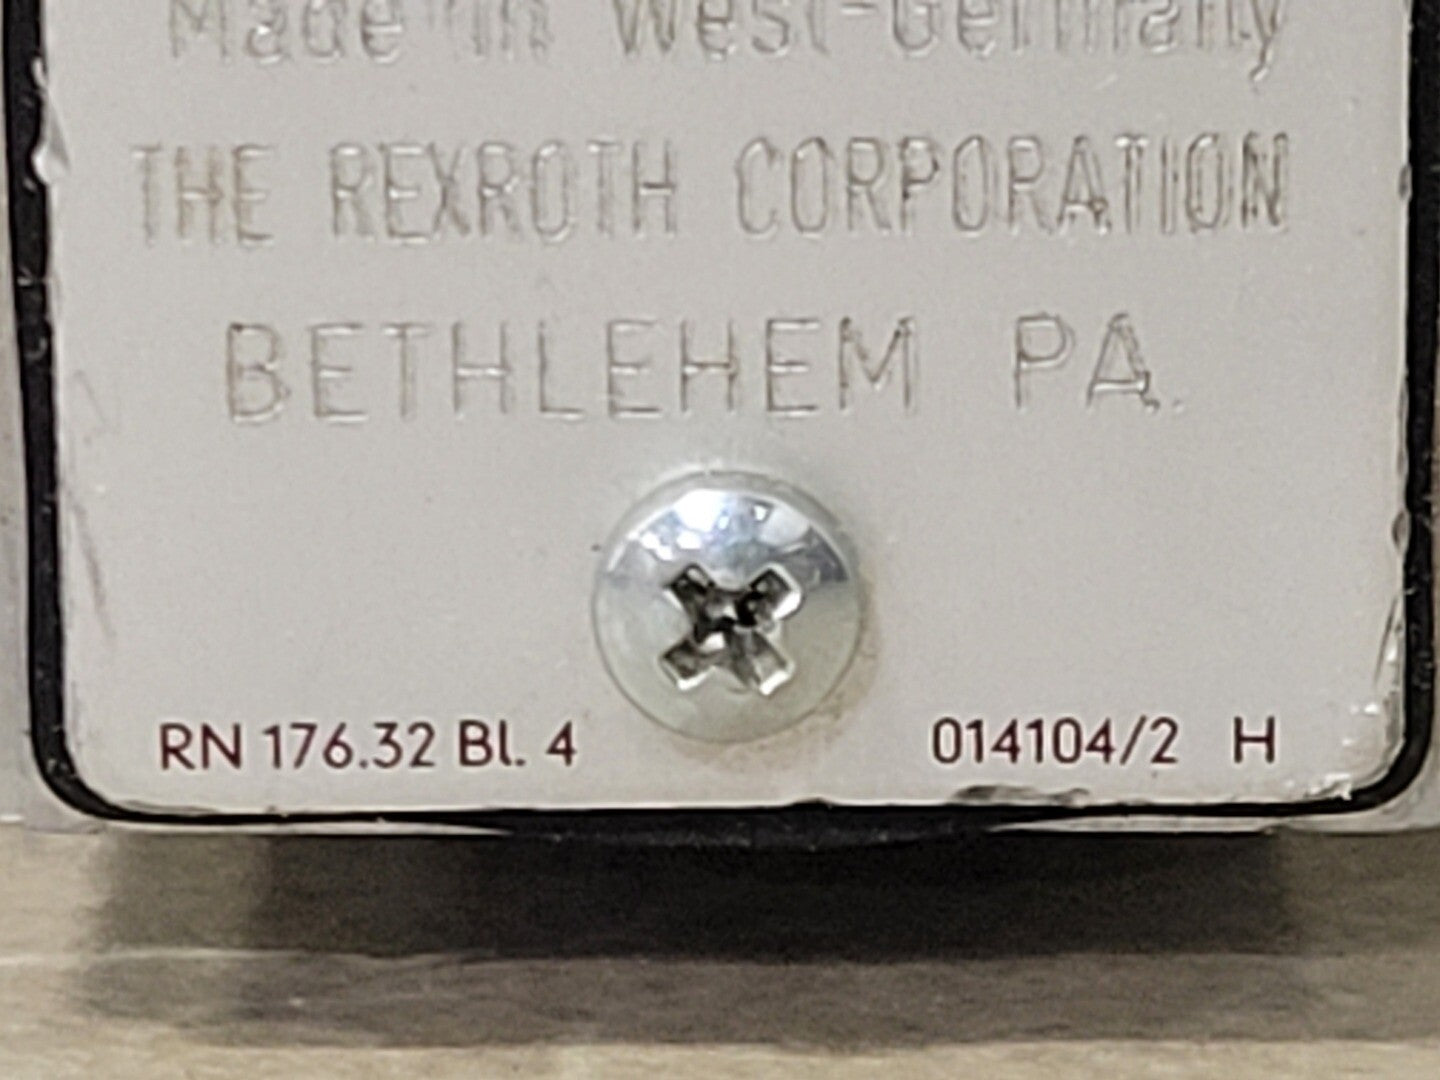 Made in West-Germany
THE REXROTH CORPORATION
BETHLEHEM PA.
RN 176.32 Bl. 4 014104/2 H